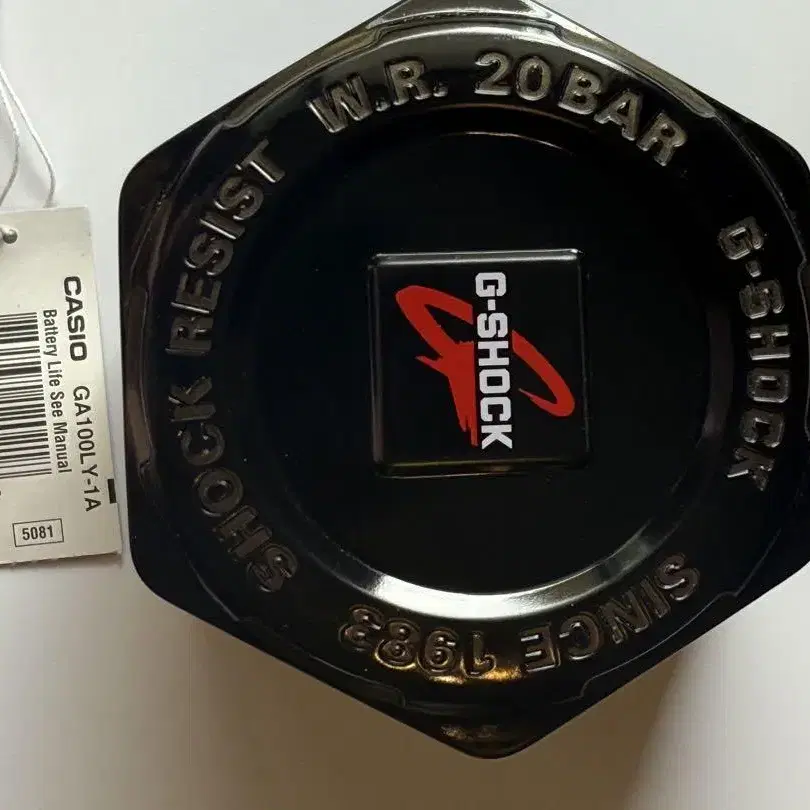 SHOCK RESIST
W.R. 20BAR
G-SHOCK
SINCE 1983
G-SHOCK
CASIO GA100LY-1A
Battery Life See Manual
5081